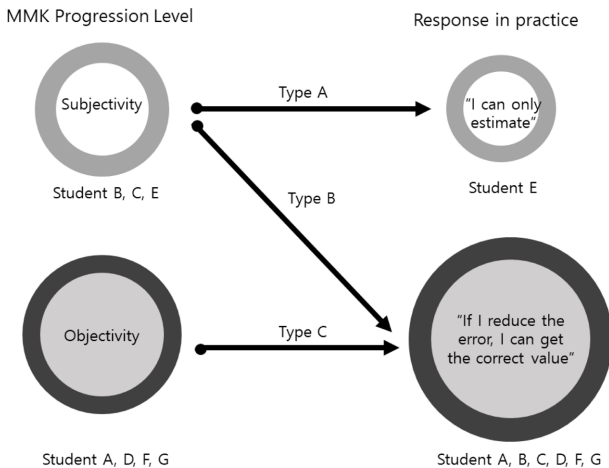 MMK Progression Level
Response in practice
Subjectivity
Type A
"I can only
estimate"
Student B, C, E
Student E
Type B
Objectivity
Type C
"If I reduce the
error, I can get
the correct value"
Student A, D, F, G
Student A, B, C, D, F, G